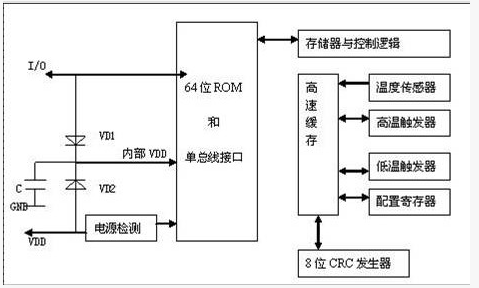 I/O
VD1
内部 VDD
C
VD2
GNB
VDD
电源检测
64 位 ROM
和
单总线接口
存储器与控制逻辑
高速缓存
温度传感器
高温触发器
低温触发器
配置寄存器
8 位 CRC 发生器